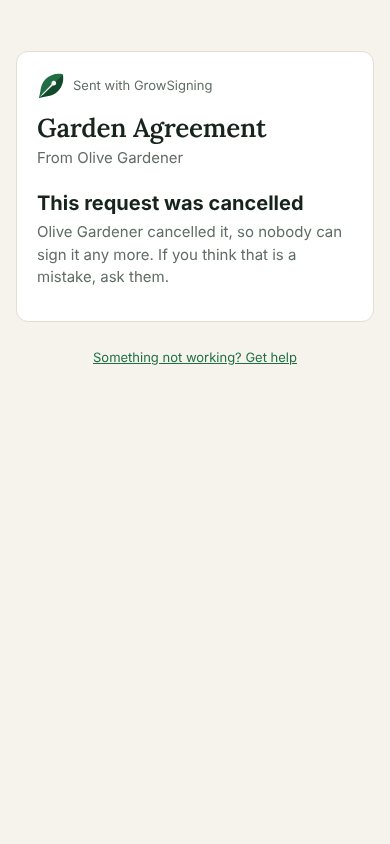 Sent with GrowSigning
Garden Agreement
From Olive Gardener
This request was cancelled
Olive Gardener cancelled it, so nobody can
sign it any more. If you think that is a
mistake, ask them.
Something not working? Get help